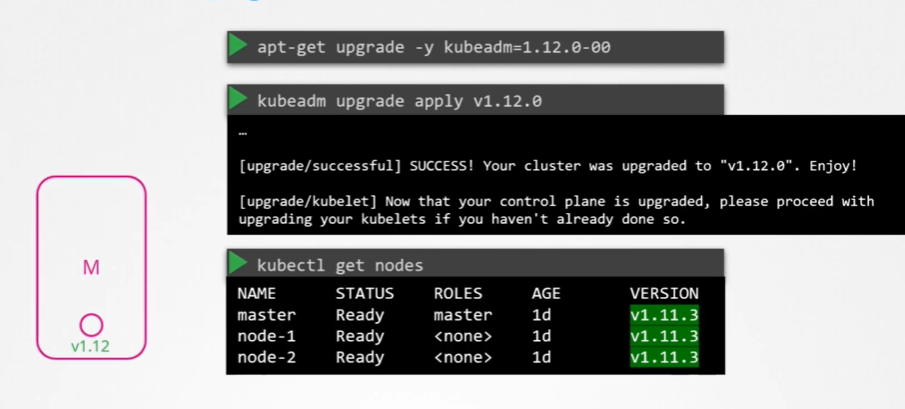 apt-get upgrade -y kubeadm=1.12.0-00
kubeadm upgrade apply v1.12.0
…
[upgrade/successful] SUCCESS! Your cluster was upgraded to "v1.12.0". Enjoy!
[upgrade/kubelet] Now that your control plane is upgraded, please proceed with
upgrading your kubelets if you haven't already done so.
M
v1.12
kubectl get nodes
NAME STATUS ROLES AGE VERSION
master Ready master 1d v1.11.3
node-1 Ready <none> 1d v1.11.3
node-2 Ready <none> 1d v1.11.3